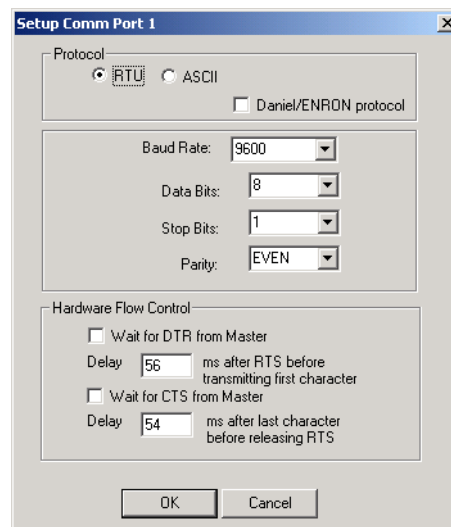 Setup Comm Port 1
Protocol
RTU ASCII
Daniel/ENRON protocol
Baud Rate: 9600
Data Bits: 8
Stop Bits: 1
Parity: EVEN
Hardware Flow Control
Wait for DTR from Master
Delay 56 ms after RTS before
transmitting first character
Wait for CTS from Master
Delay 54 ms after last character
before releasing RTS
OK Cancel